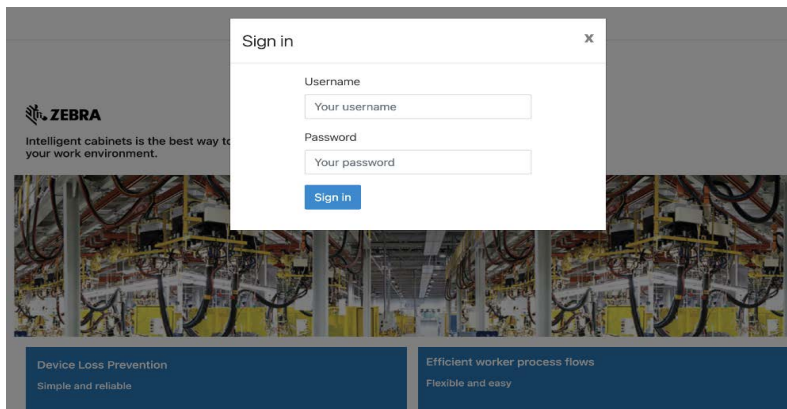 Sign in
x
Username
Your username
Password
Your password
Sign in
ZEBRA
Intelligent cabinets is the best way to
your work environment.
Device Loss Prevention
Simple and reliable
Efficient worker process flows
Flexible and easy